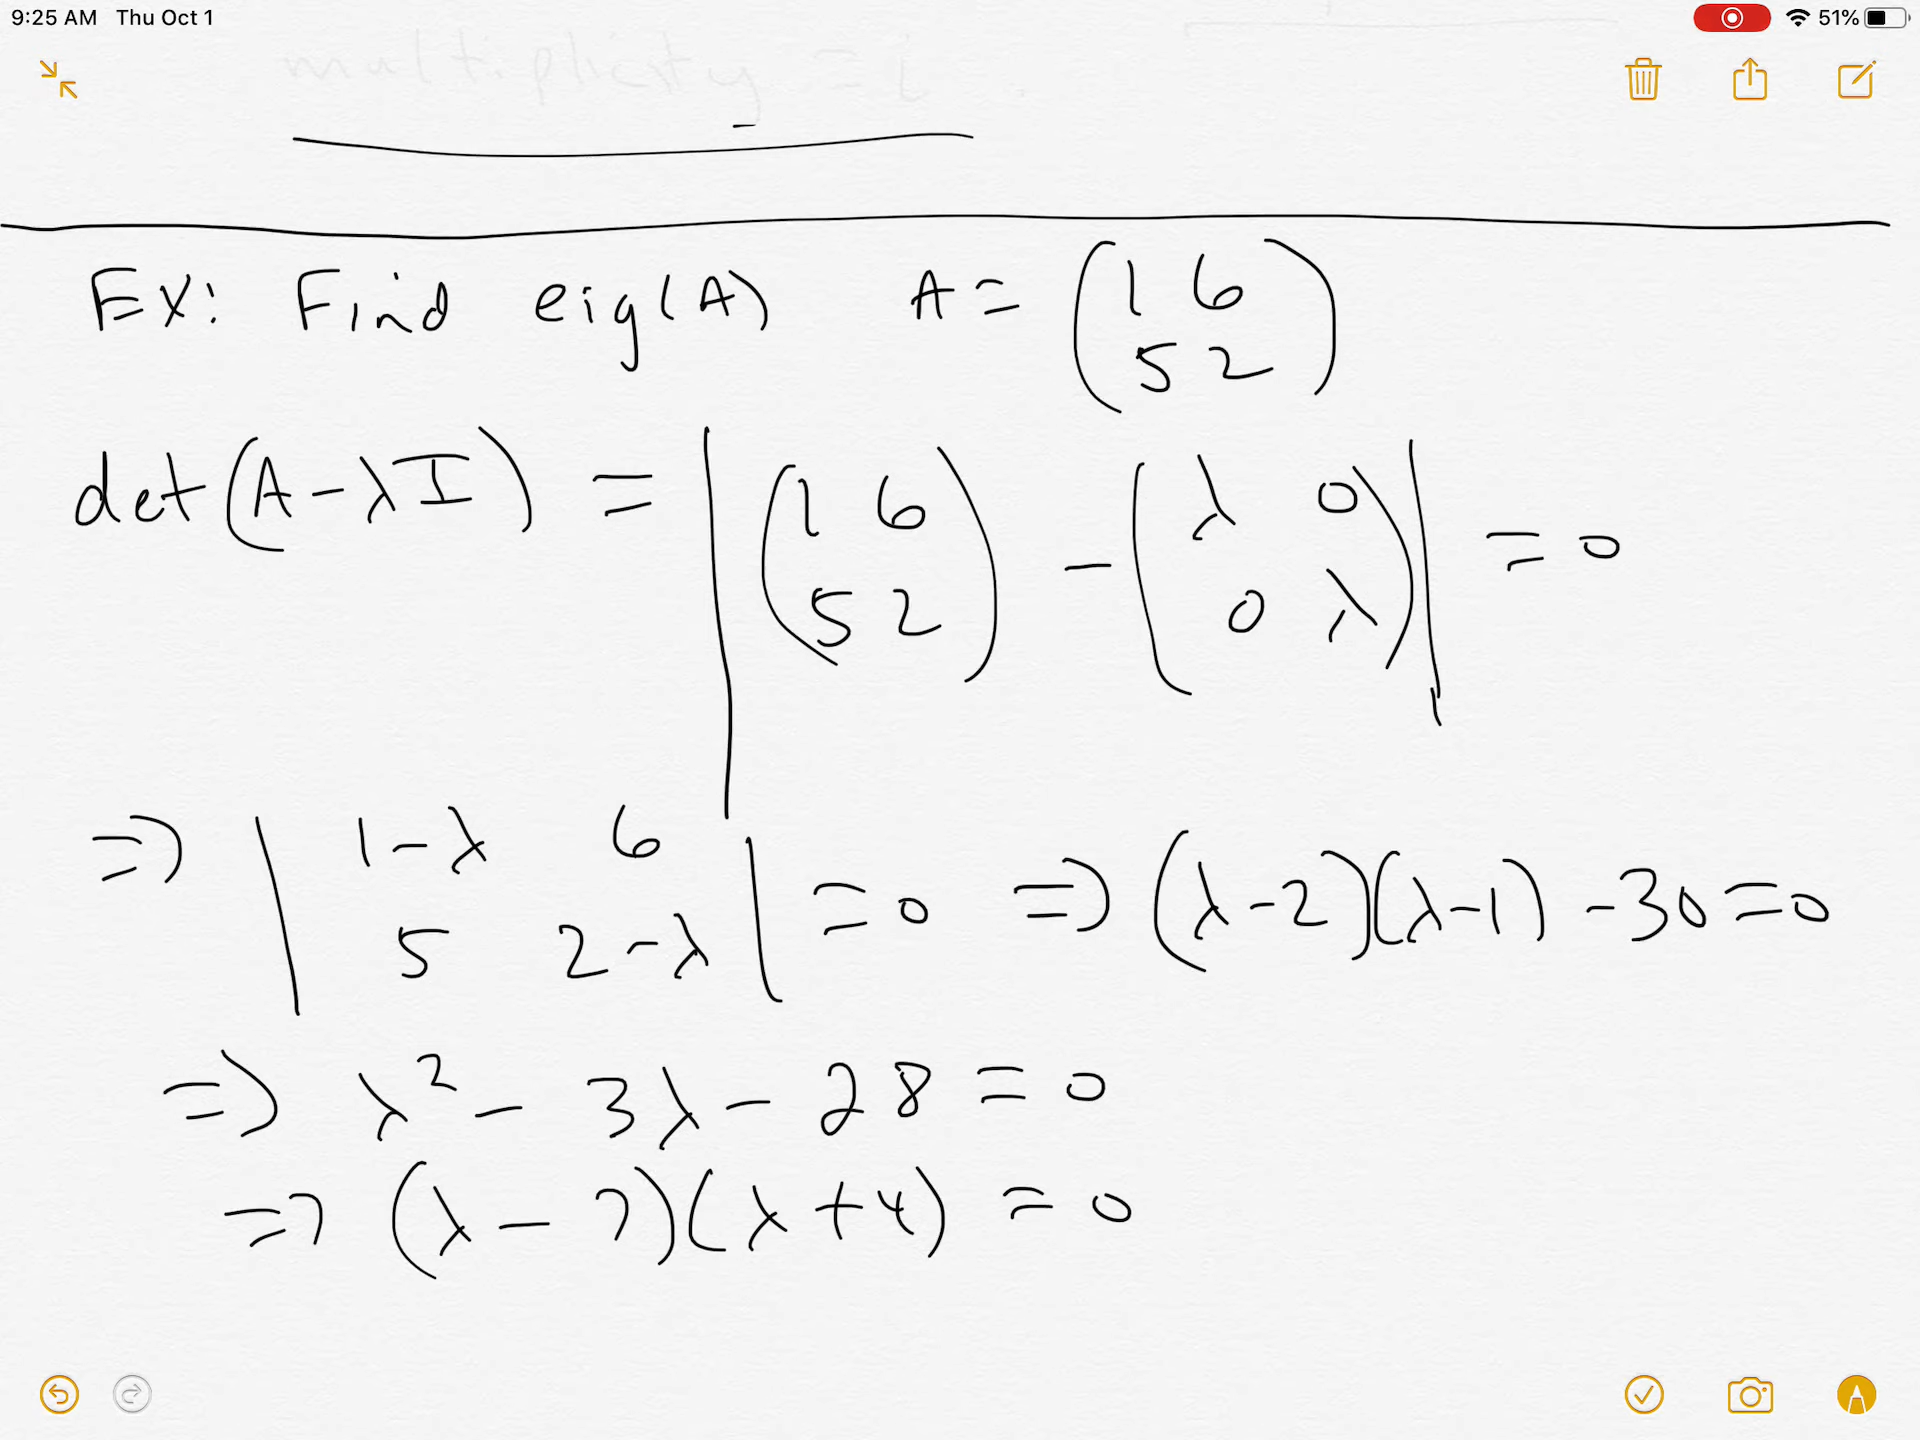 9:25 AM Thu Oct 1
51%
multiplicity = i
Ex: Find eig(A) A = (1 6
5 2)
det(A - λI) = |(1 6
5 2) - (λ 0
0 λ)| = 0
=> |1-λ 6
5 2-λ| = 0 => (λ-2)(λ-1) - 30 = 0
=> λ² - 3λ - 28 = 0
=> (λ - 7)(λ + 4) = 0